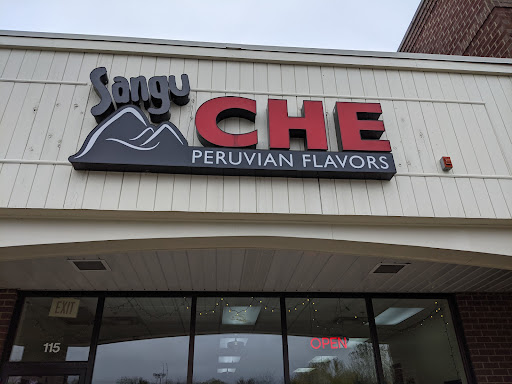 Sangu
CHE
PERUVIAN FLAVORS
EXIT
115
OPEN